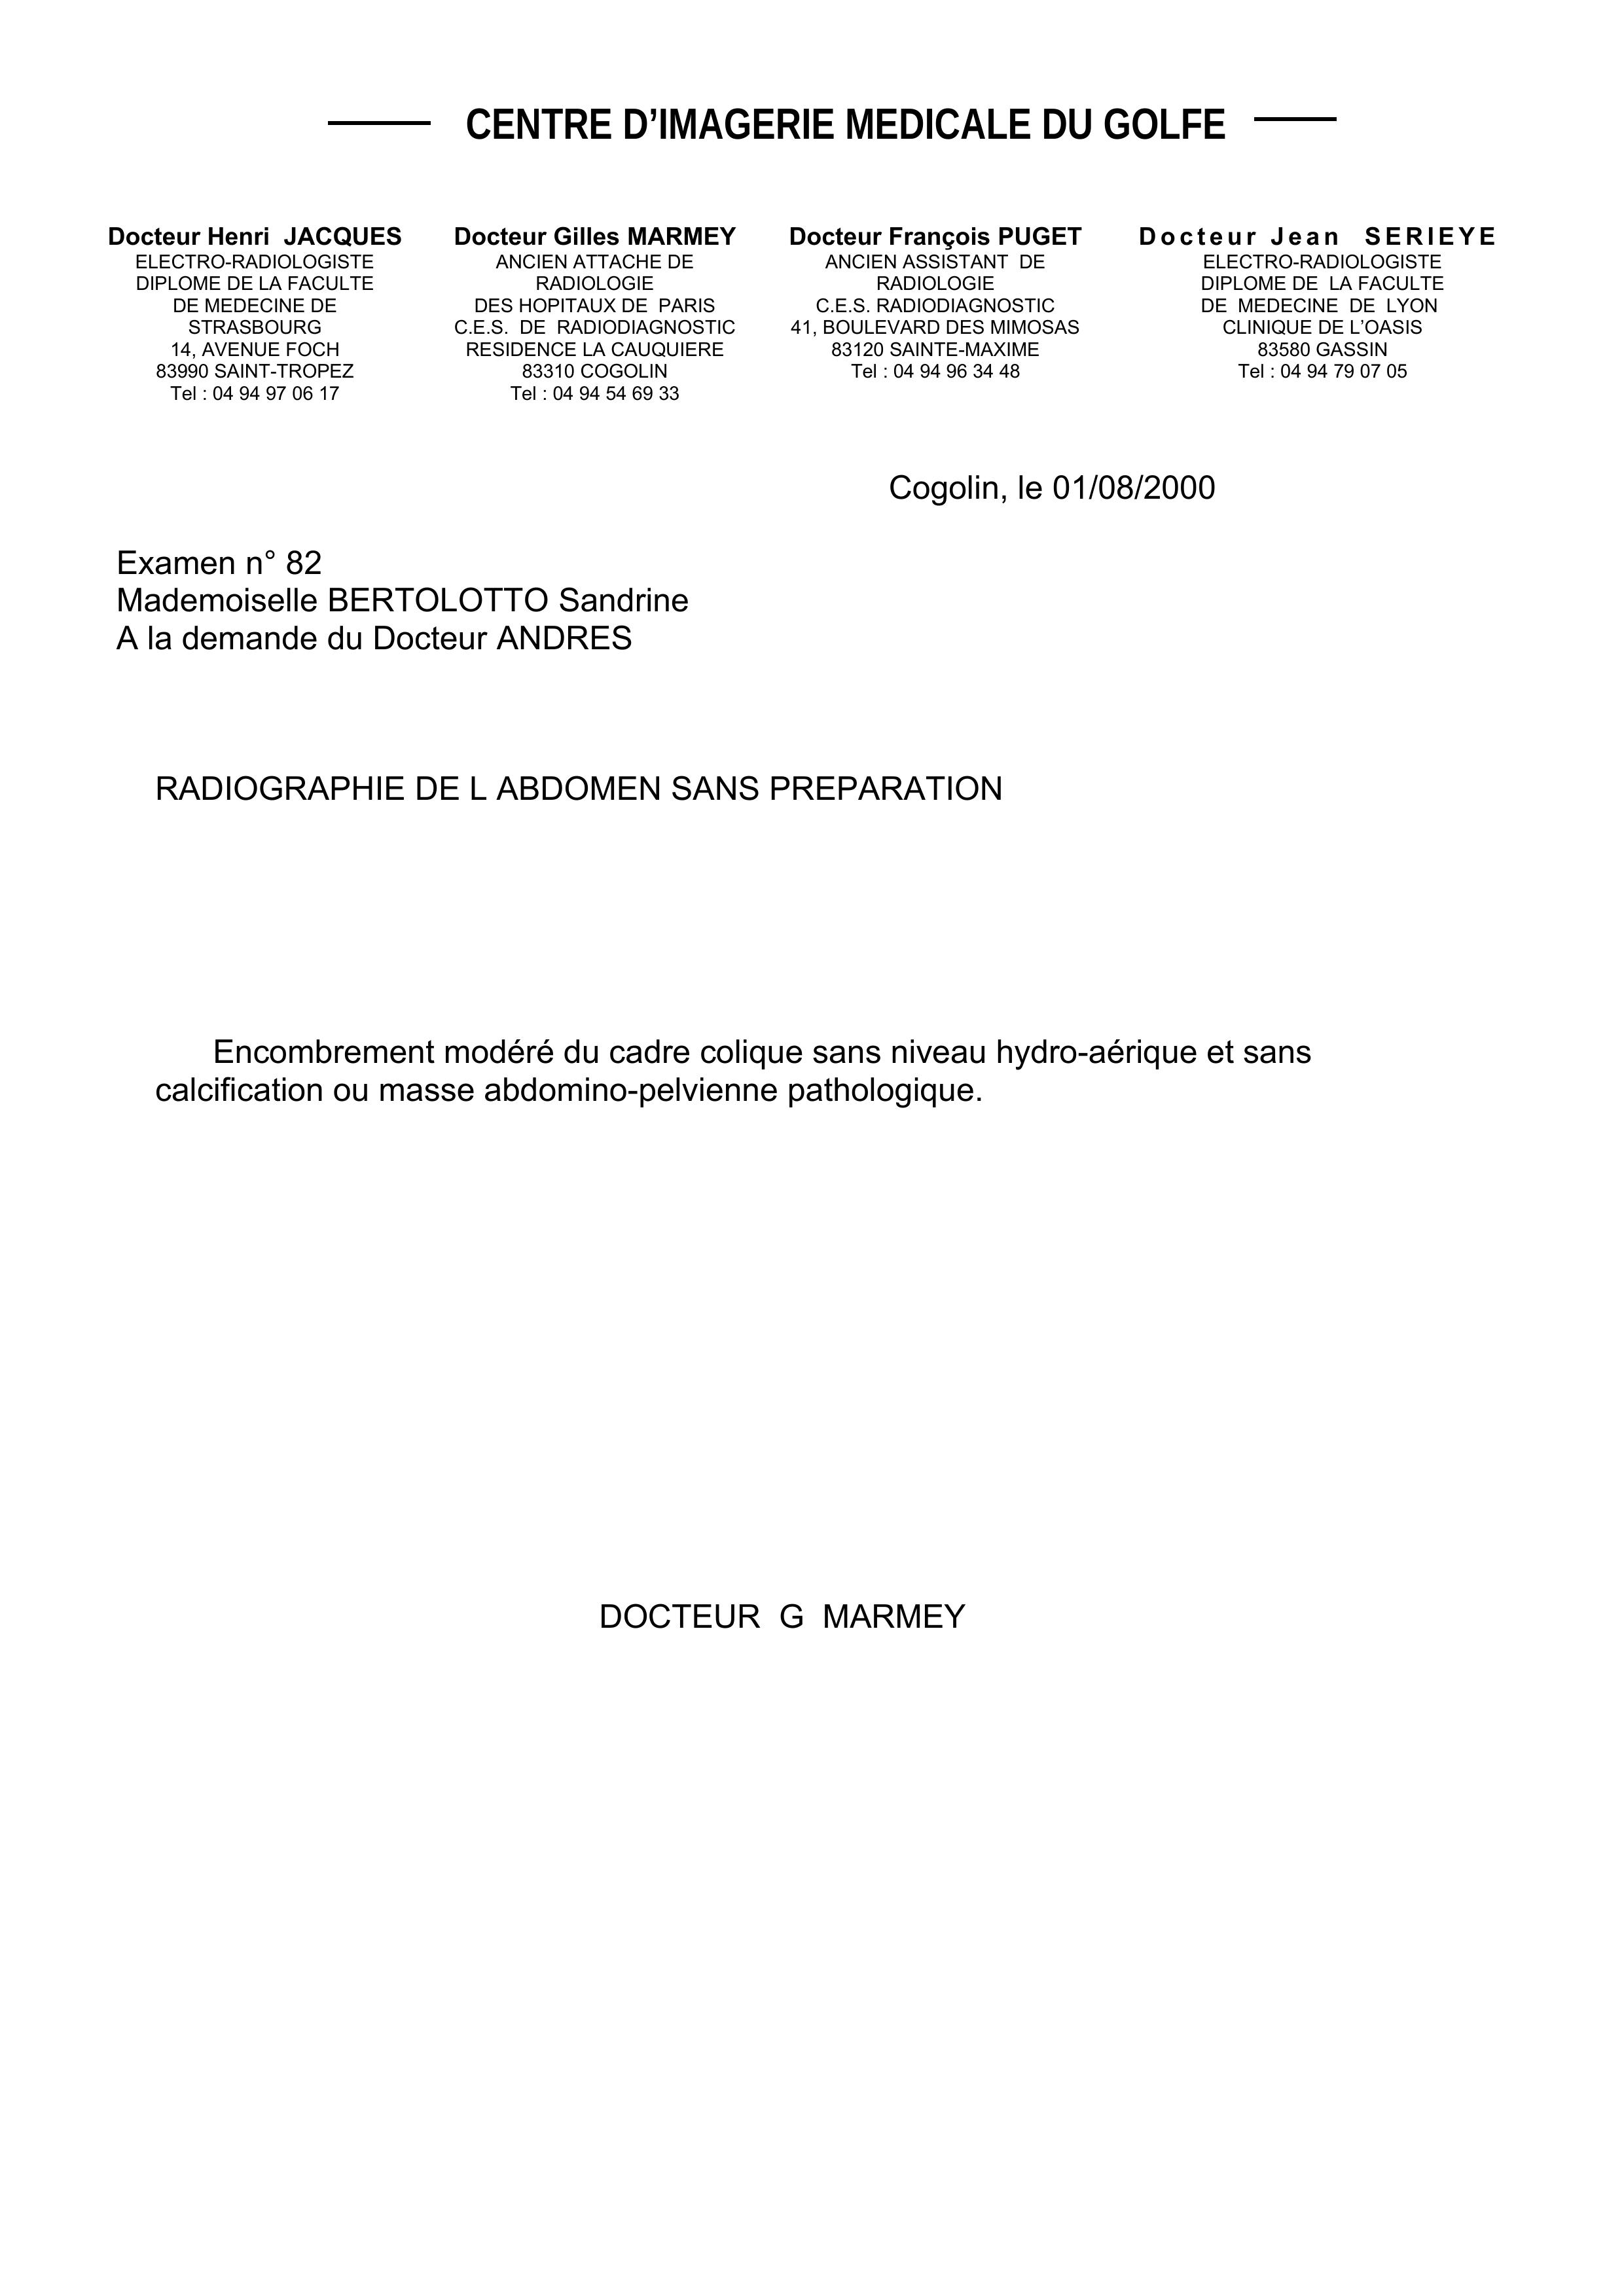 CENTRE D’IMAGERIE MEDICALE DU GOLFE
Docteur Henri JACQUES
ELECTRO-RADIOLOGISTE
DIPLOME DE LA FACULTE
DE MEDECINE DE
STRASBOURG
14, AVENUE FOCH
83990 SAINT-TROPEZ
Tel : 04 94 97 06 17
Docteur Gilles MARMEY
ANCIEN ATTACHE DE
RADIOLOGIE
DES HOPITAUX DE PARIS
C.E.S. DE RADIODIAGNOSTIC
RESIDENCE LA CAUQUIERE
83310 COGOLIN
Tel : 04 94 54 69 33
Docteur François PUGET
ANCIEN ASSISTANT DE
RADIOLOGIE
C.E.S. RADIODIAGNOSTIC
41, BOULEVARD DES MIMOSAS
83120 SAINTE-MAXIME
Tel : 04 94 96 34 48
Docteur Jean SERIEYE
ELECTRO-RADIOLOGISTE
DIPLOME DE LA FACULTE
DE MEDECINE DE LYON
CLINIQUE DE L’OASIS
83580 GASSIN
Tel : 04 94 79 07 05
Cogolin, le 01/08/2000
Examen n° 82
Mademoiselle BERTOLOTTO Sandrine
A la demande du Docteur ANDRES
RADIOGRAPHIE DE L ABDOMEN SANS PREPARATION
Encombrement modéré du cadre colique sans niveau hydro-aérique et sans
calcification ou masse abdomino-pelvienne pathologique.
DOCTEUR G MARMEY